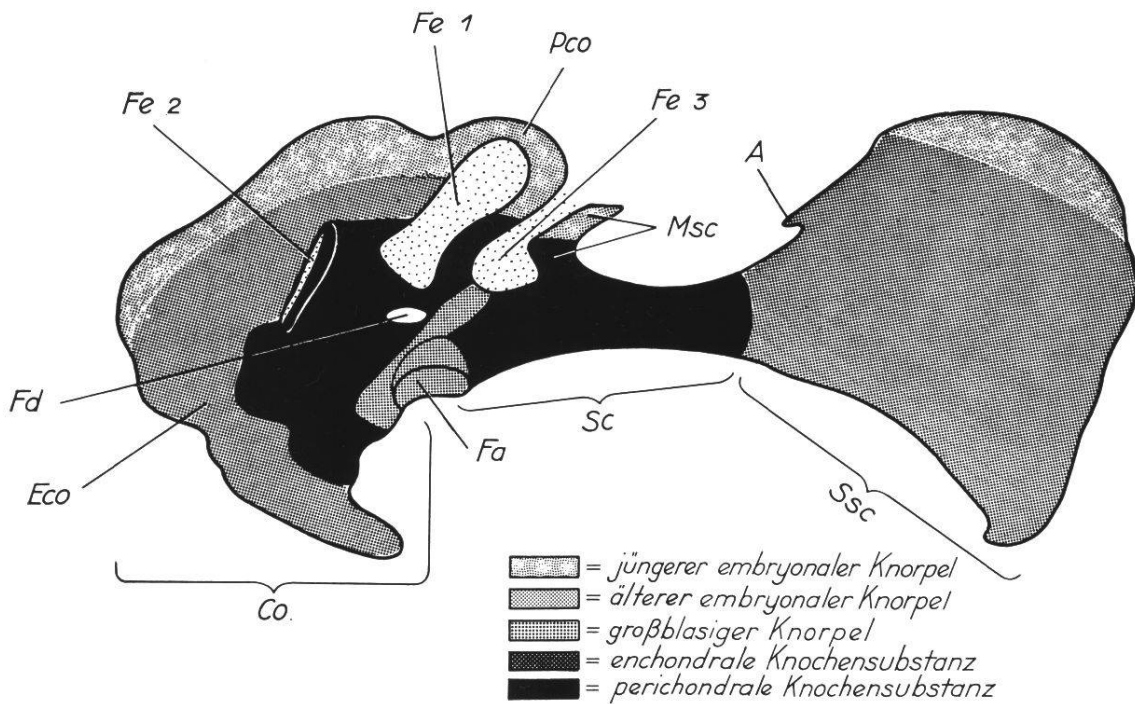 Fe 1
Pco
Fe 2
Fe 3
A
Msc
Fd
Fa
Sc
Eco
Ssc
Co.
= jüngerer embryonaler Knorpel
= älterer embryonaler Knorpel
= großblasiger Knorpel
= enchondrale Knochensubstanz
= perichondrale Knochensubstanz